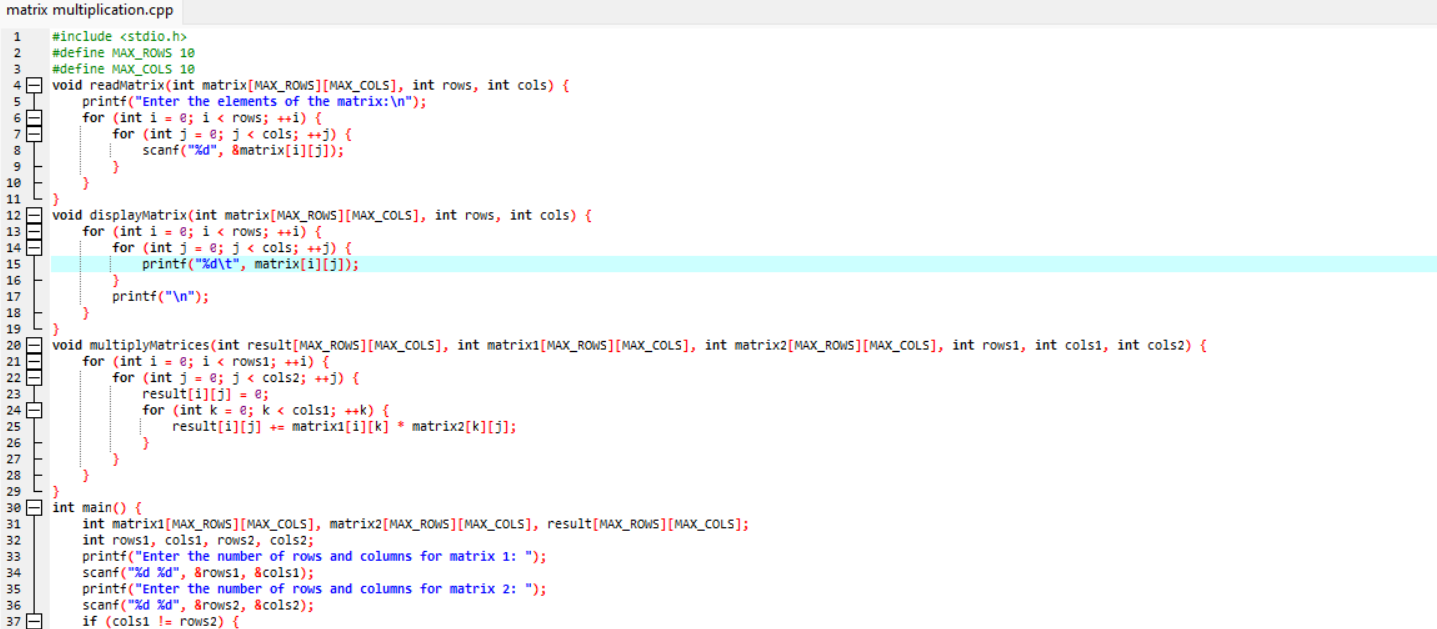 matrix multiplication.cpp
1 #include <stdio.h>
2 #define MAX_ROWS 10
3 #define MAX_COLS 10
4 void readMatrix(int matrix[MAX_ROWS][MAX_COLS], int rows, int cols) {
5     printf("Enter the elements of the matrix:\n");
6     for (int i = 0; i < rows; ++i) {
7         for (int j = 0; j < cols; ++j) {
8             scanf("%d", &matrix[i][j]);
9         }
10     }
11 }
12 void displayMatrix(int matrix[MAX_ROWS][MAX_COLS], int rows, int cols) {
13     for (int i = 0; i < rows; ++i) {
14         for (int j = 0; j < cols; ++j) {
15             printf("%d\t", matrix[i][j]);
16         }
17         printf("\n");
18     }
19 }
20 void multiplyMatrices(int result[MAX_ROWS][MAX_COLS], int matrix1[MAX_ROWS][MAX_COLS], int matrix2[MAX_ROWS][MAX_COLS], int rows1, int cols1, int cols2) {
21     for (int i = 0; i < rows1; ++i) {
22         for (int j = 0; j < cols2; ++j) {
23             result[i][j] = 0;
24             for (int k = 0; k < cols1; ++k) {
25                 result[i][j] += matrix1[i][k] * matrix2[k][j];
26             }
27         }
28     }
29 }
30 int main() {
31     int matrix1[MAX_ROWS][MAX_COLS], matrix2[MAX_ROWS][MAX_COLS], result[MAX_ROWS][MAX_COLS];
32     int rows1, cols1, rows2, cols2;
33     printf("Enter the number of rows and columns for matrix 1: ");
34     scanf("%d %d", &rows1, &cols1);
35     printf("Enter the number of rows and columns for matrix 2: ");
36     scanf("%d %d", &rows2, &cols2);
37     if (cols1 != rows2) {